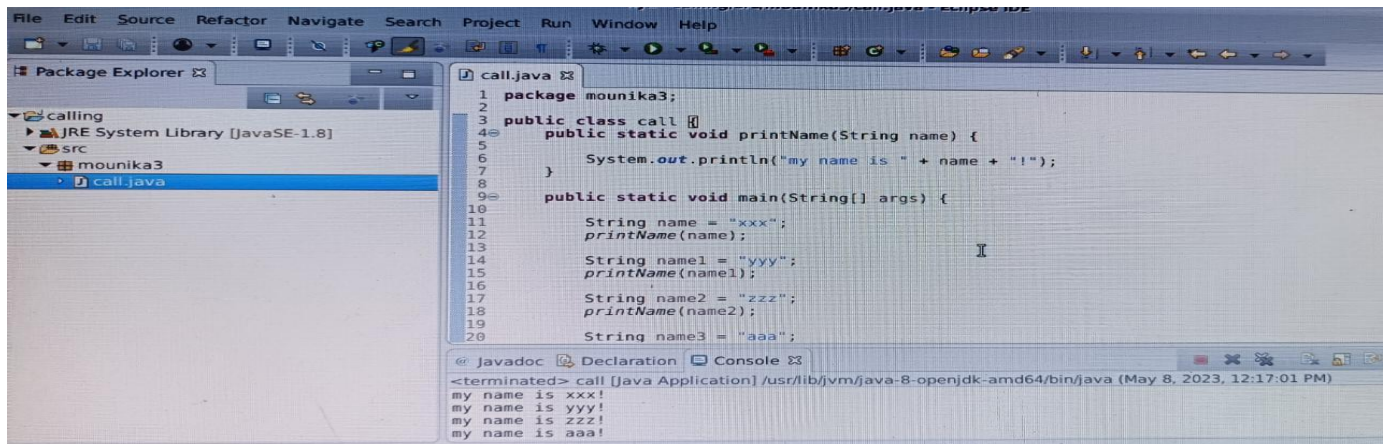 File Edit Source Refactor Navigate Search Project Run Window Help
Package Explorer
calling
JRE System Library [JavaSE-1.8]
src
mounika3
call.java
call.java
1 package mounika3;
2
3 public class call {
4 public static void printName(String name) {
5
6 System.out.println("my name is " + name + "!");
7 }
8
9 public static void main(String[] args) {
10
11 String name = "xxx";
12 printName(name);
13
14 String name1 = "yyy";
15 printName(name1);
16
17 String name2 = "zzz";
18 printName(name2);
19
20 String name3 = "aaa";
@ Javadoc Declaration Console
<terminated> call [Java Application] /usr/lib/jvm/java-8-openjdk-amd64/bin/java (May 8, 2023, 12:17:01 PM)
my name is xxx!
my name is yyy!
my name is zzz!
my name is aaa!